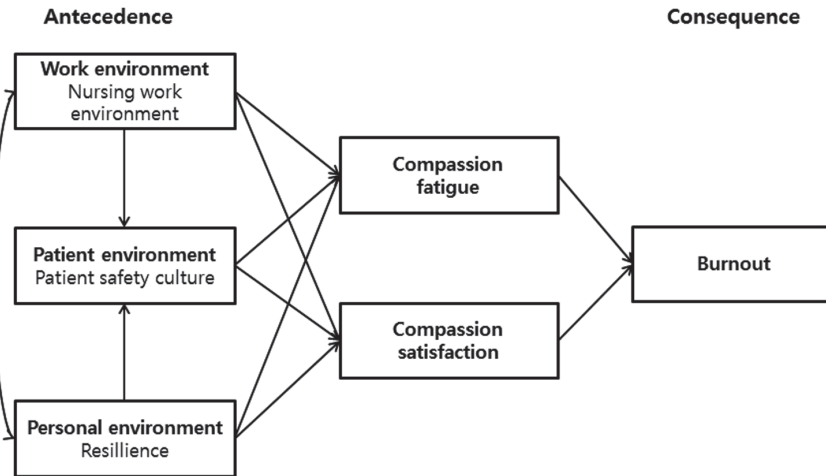 Antecedence
Consequence
Work environment
Nursing work
environment
Compassion
fatigue
Patient environment
Patient safety culture
Burnout
Compassion
satisfaction
Personal environment
Resillience